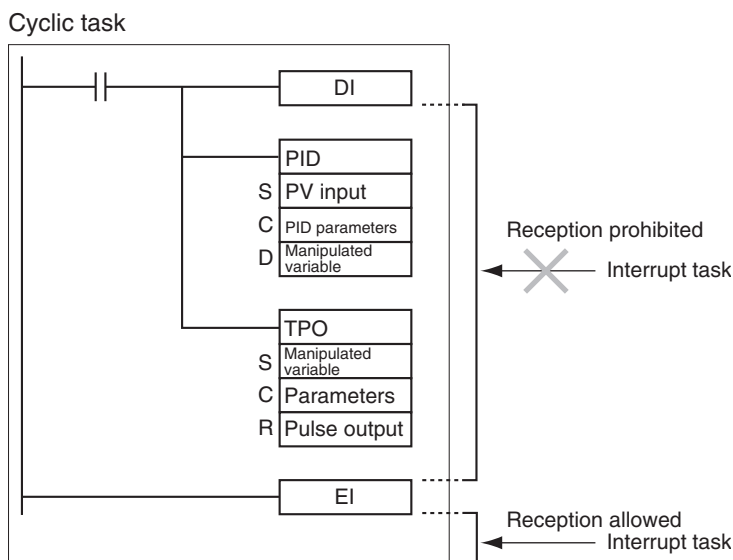 Cyclic task
DI
PID
S PV input
C PID parameters
D Manipulated
variable
Reception prohibited
Interrupt task
TPO
S Manipulated
variable
C Parameters
R Pulse output
EI
Reception allowed
Interrupt task